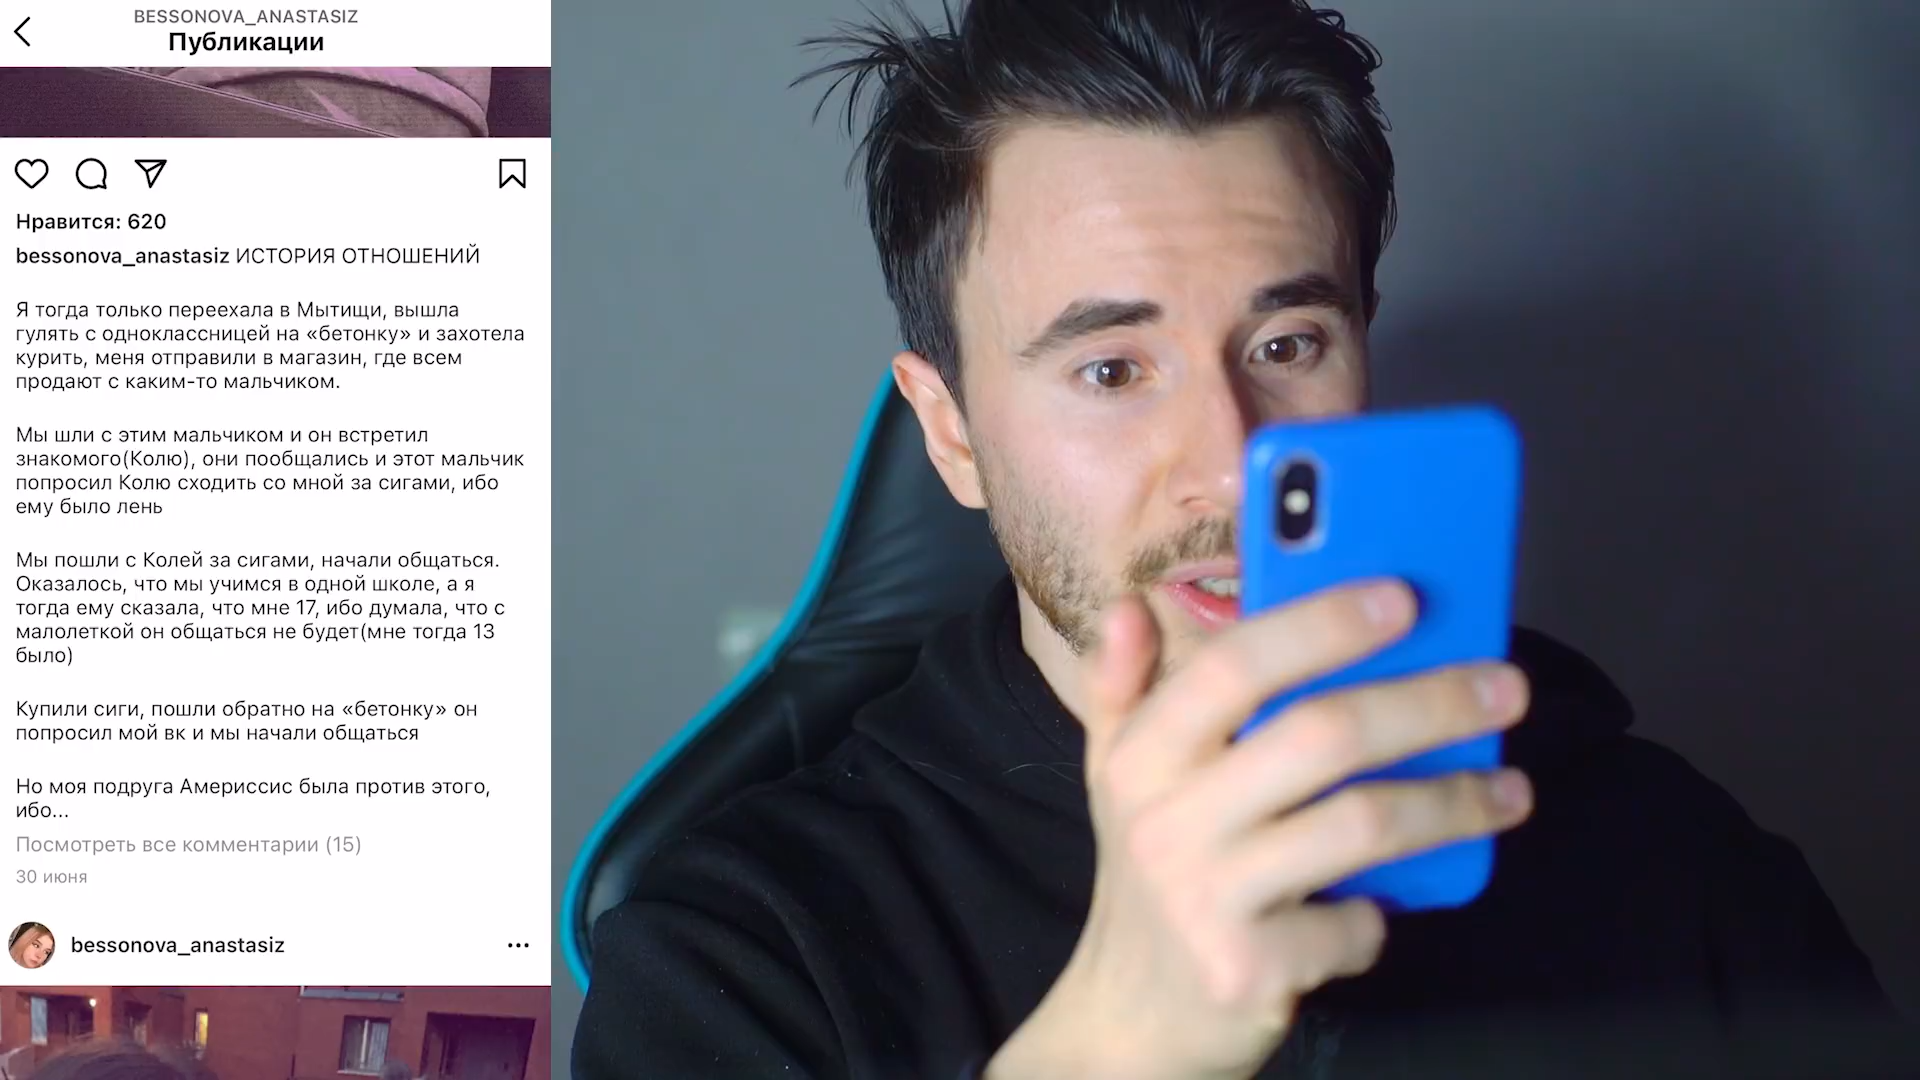 BESSONOVA_ANASTASIZ
Публикации
Нравится: 620
bessonova_anastasiz ИСТОРИЯ ОТНОШЕНИЙ
Я тогда только переехала в Мытищи, вышла
гулять с одноклассницей на «бетонку» и захотела
курить, меня отправили в магазин, где всем
продают с каким-то мальчиком.
Мы шли с этим мальчиком и он встретил
знакомого(Колю), они пообщались и этот мальчик
попросил Колю сходить со мной за сигами, ибо
ему было лень
Мы пошли с Колей за сигами, начали общаться.
Оказалось, что мы учимся в одной школе, а я
тогда ему сказала, что мне 17, ибо думала, что с
малолеткой он общаться не будет(мне тогда 13
было)
Купили сиги, пошли обратно на «бетонку» он
попросил мой вк и мы начали общаться
Но моя подруга Америссис была против этого,
ибо...
Посмотреть все комментарии (15)
30 июня
bessonova_anastasiz